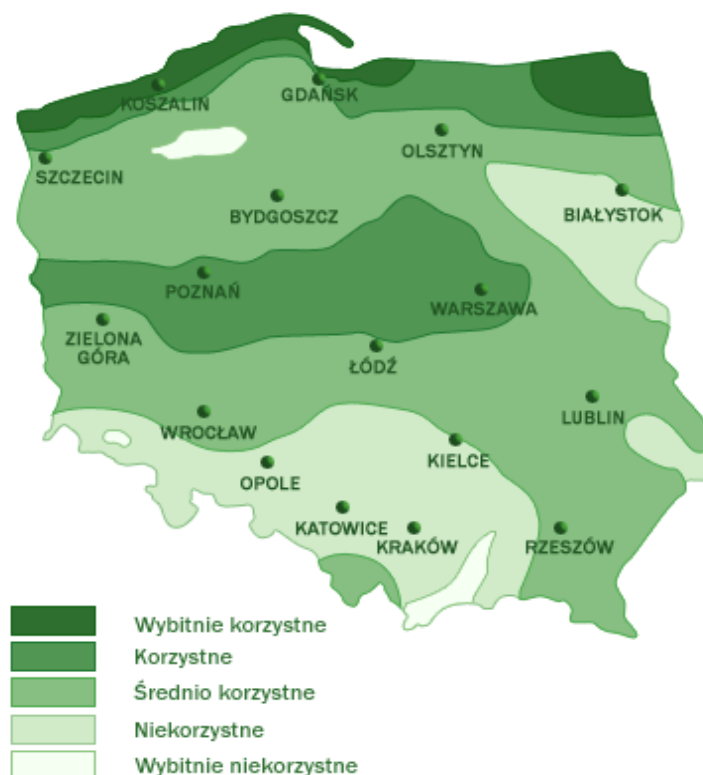 KOSZALIN
GDAŃSK
OLSZTYN
SZCZECIN
BYDGOSZCZ
BIAŁYSTOK
POZNAŃ
WARSZAWA
ZIELONA
GÓRA
ŁÓDŹ
LUBLIN
WROCŁAW
KIELCE
OPOLE
KATOWICE
KRAKÓW
RZESZÓW
Wybitnie korzystne
Korzystne
Średnio korzystne
Niekorzystne
Wybitnie niekorzystne